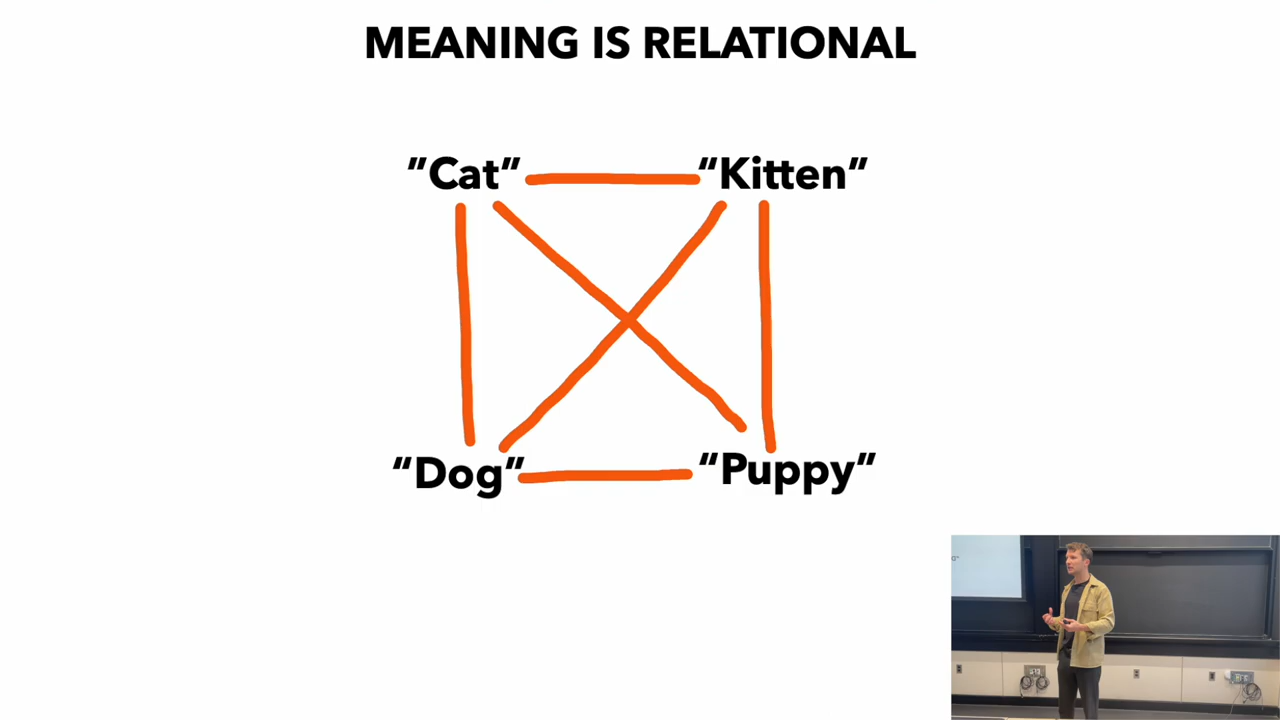 MEANING IS RELATIONAL
”Cat” “Kitten”
“Dog” “Puppy”